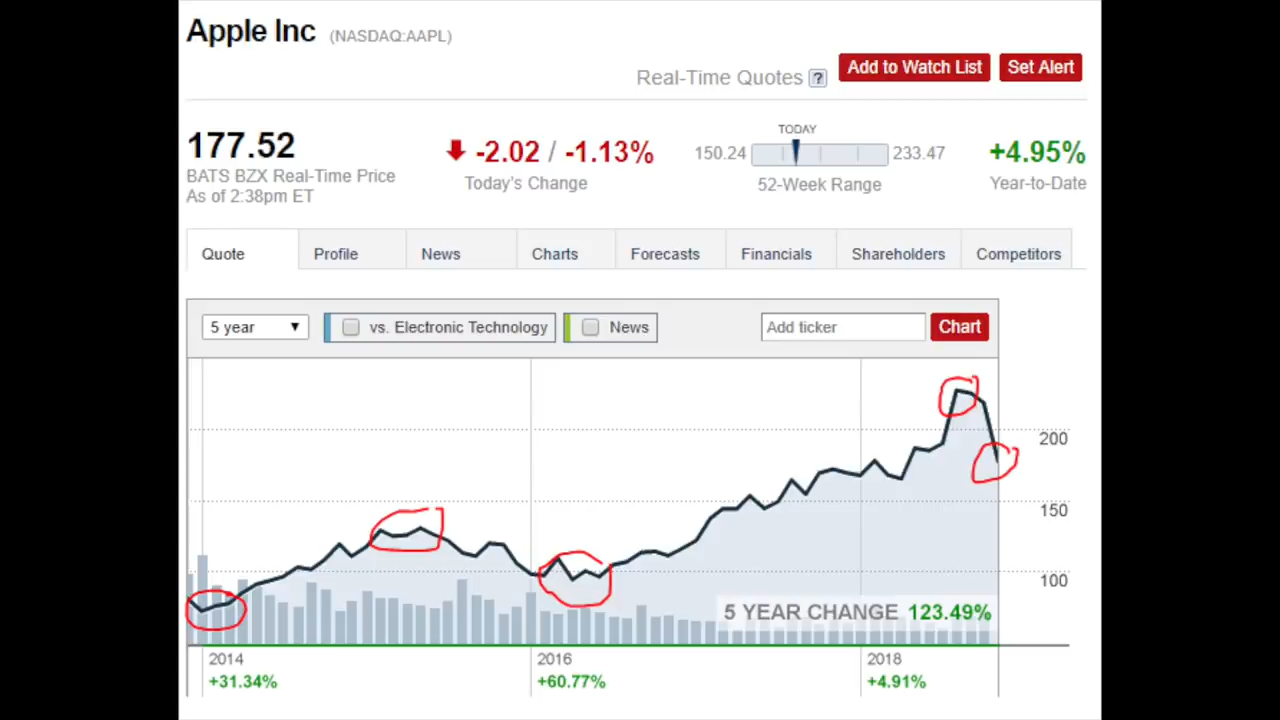 Apple Inc (NASDAQ:AAPL)
Real-Time Quotes ? Add to Watch List Set Alert
TODAY
177.52 -2.02 / -1.13% 150.24 233.47 +4.95%
BATS BZX Real-Time Price Today's Change 52-Week Range Year-to-Date
As of 2:38pm ET
Quote Profile News Charts Forecasts Financials Shareholders Competitors
5 year vs. Electronic Technology News Add ticker Chart
200
150
100
5 YEAR CHANGE 123.49%
2014 2016 2018
+31.34% +60.77% +4.91%